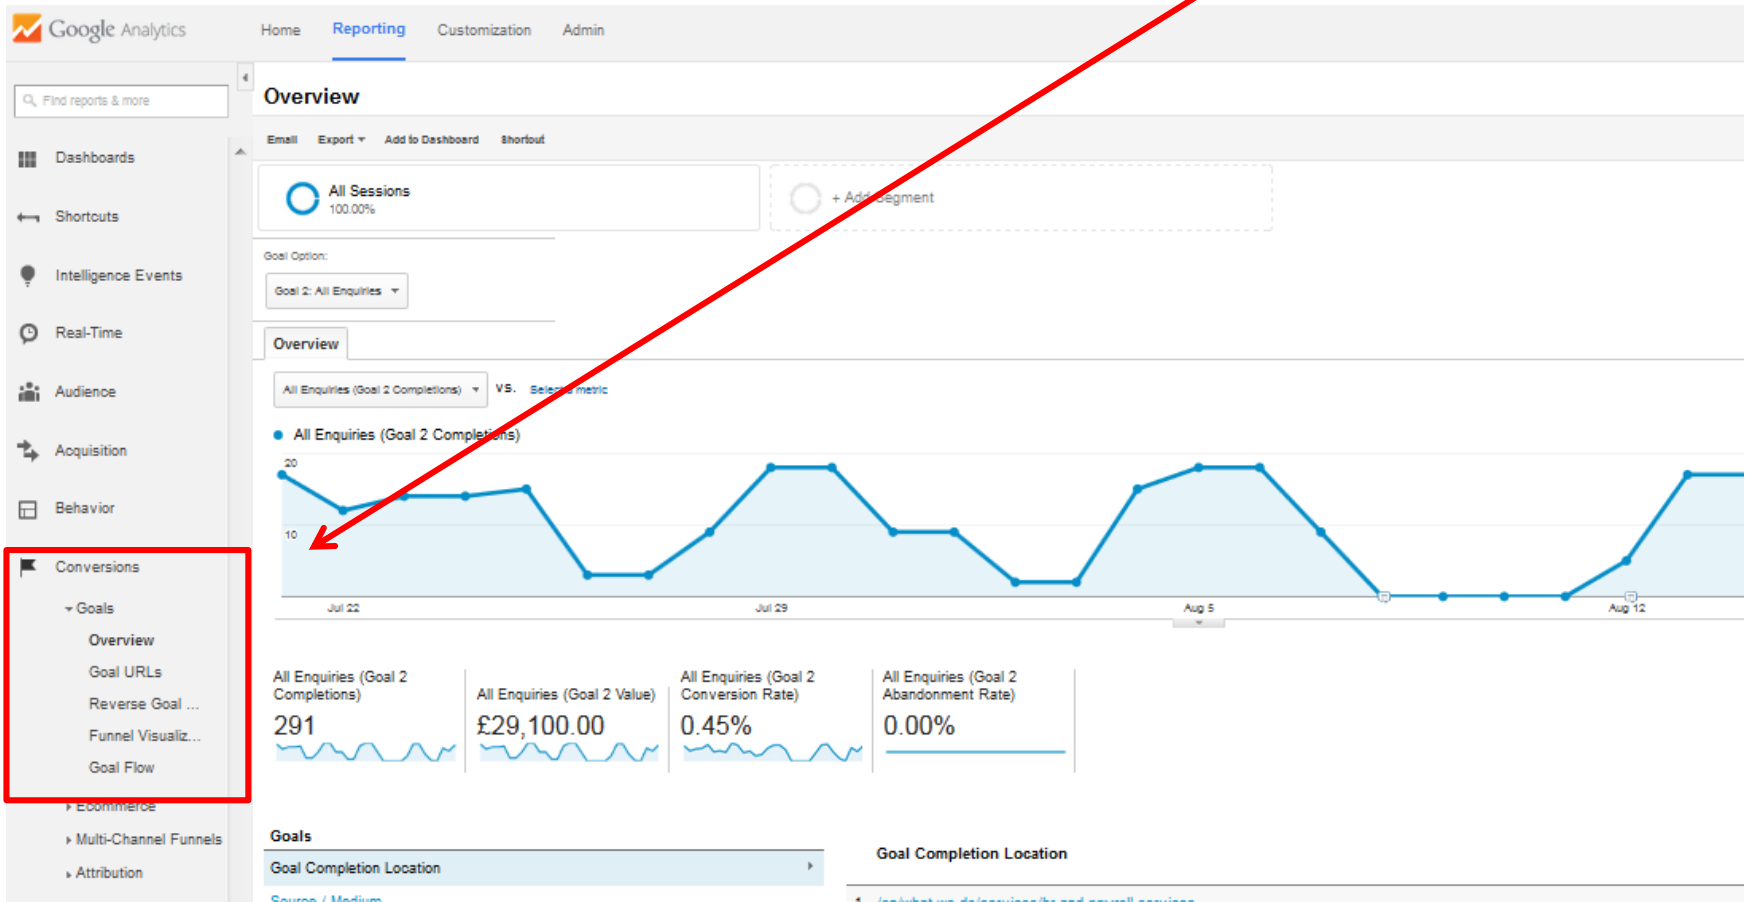 Google Analytics
Home Reporting Customization Admin
Find reports & more
Dashboards
Shortcuts
Intelligence Events
Real-Time
Audience
Acquisition
Behavior
Conversions
Goals
Overview
Goal URLs
Reverse Goal ...
Funnel Visualiz...
Goal Flow
Ecommerce
Multi-Channel Funnels
Attribution
Overview
Email Export Add to Dashboard Shortcut
All Sessions
100.00%
+ Add Segment
Goal Option:
Goal 2: All Enquiries
Overview
All Enquiries (Goal 2 Completions) VS. Select a metric
All Enquiries (Goal 2 Completions)
20
10
Jul 22 Jul 29 Aug 5 Aug 12
All Enquiries (Goal 2
Completions)
291
All Enquiries (Goal 2 Value)
£29,100.00
All Enquiries (Goal 2
Conversion Rate)
0.45%
All Enquiries (Goal 2
Abandonment Rate)
0.00%
Goals
Goal Completion Location
Source / Medium
Goal Completion Location